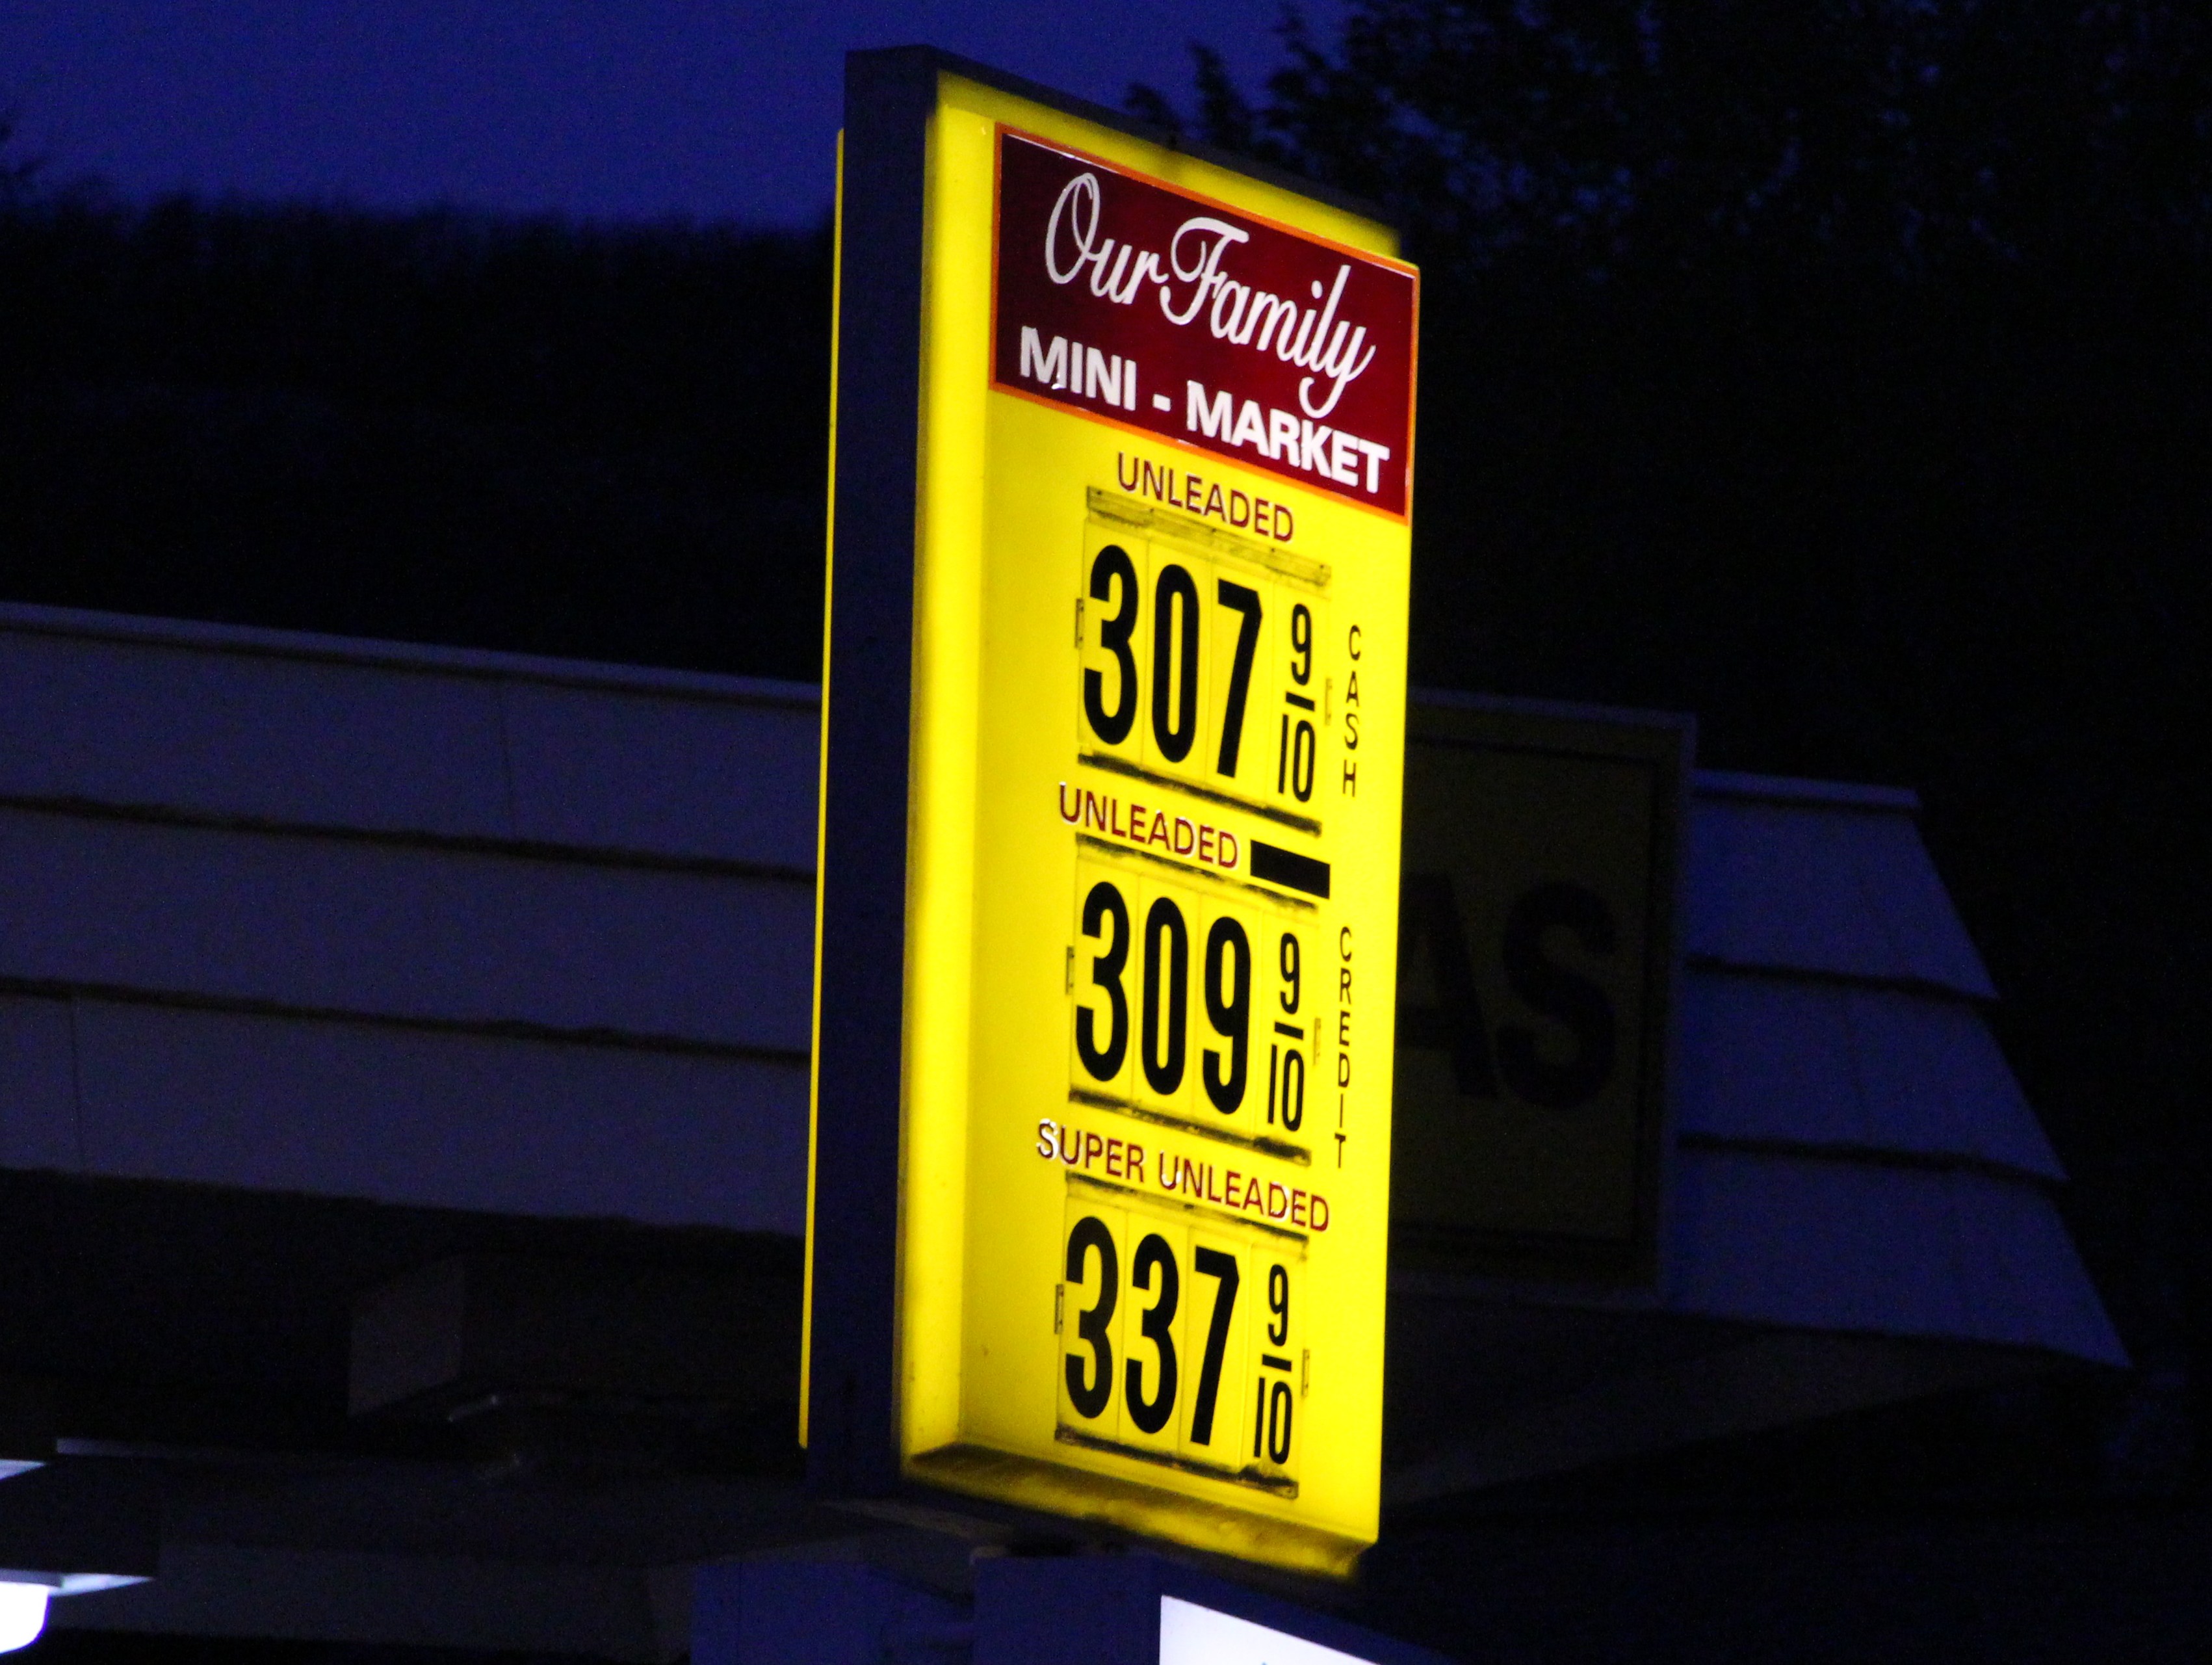 Our Family
MINI - MARKET
UNLEADED
307 9/10
CASH
UNLEADED
309 9/10
CREDIT
SUPER UNLEADED
337 9/10
AS